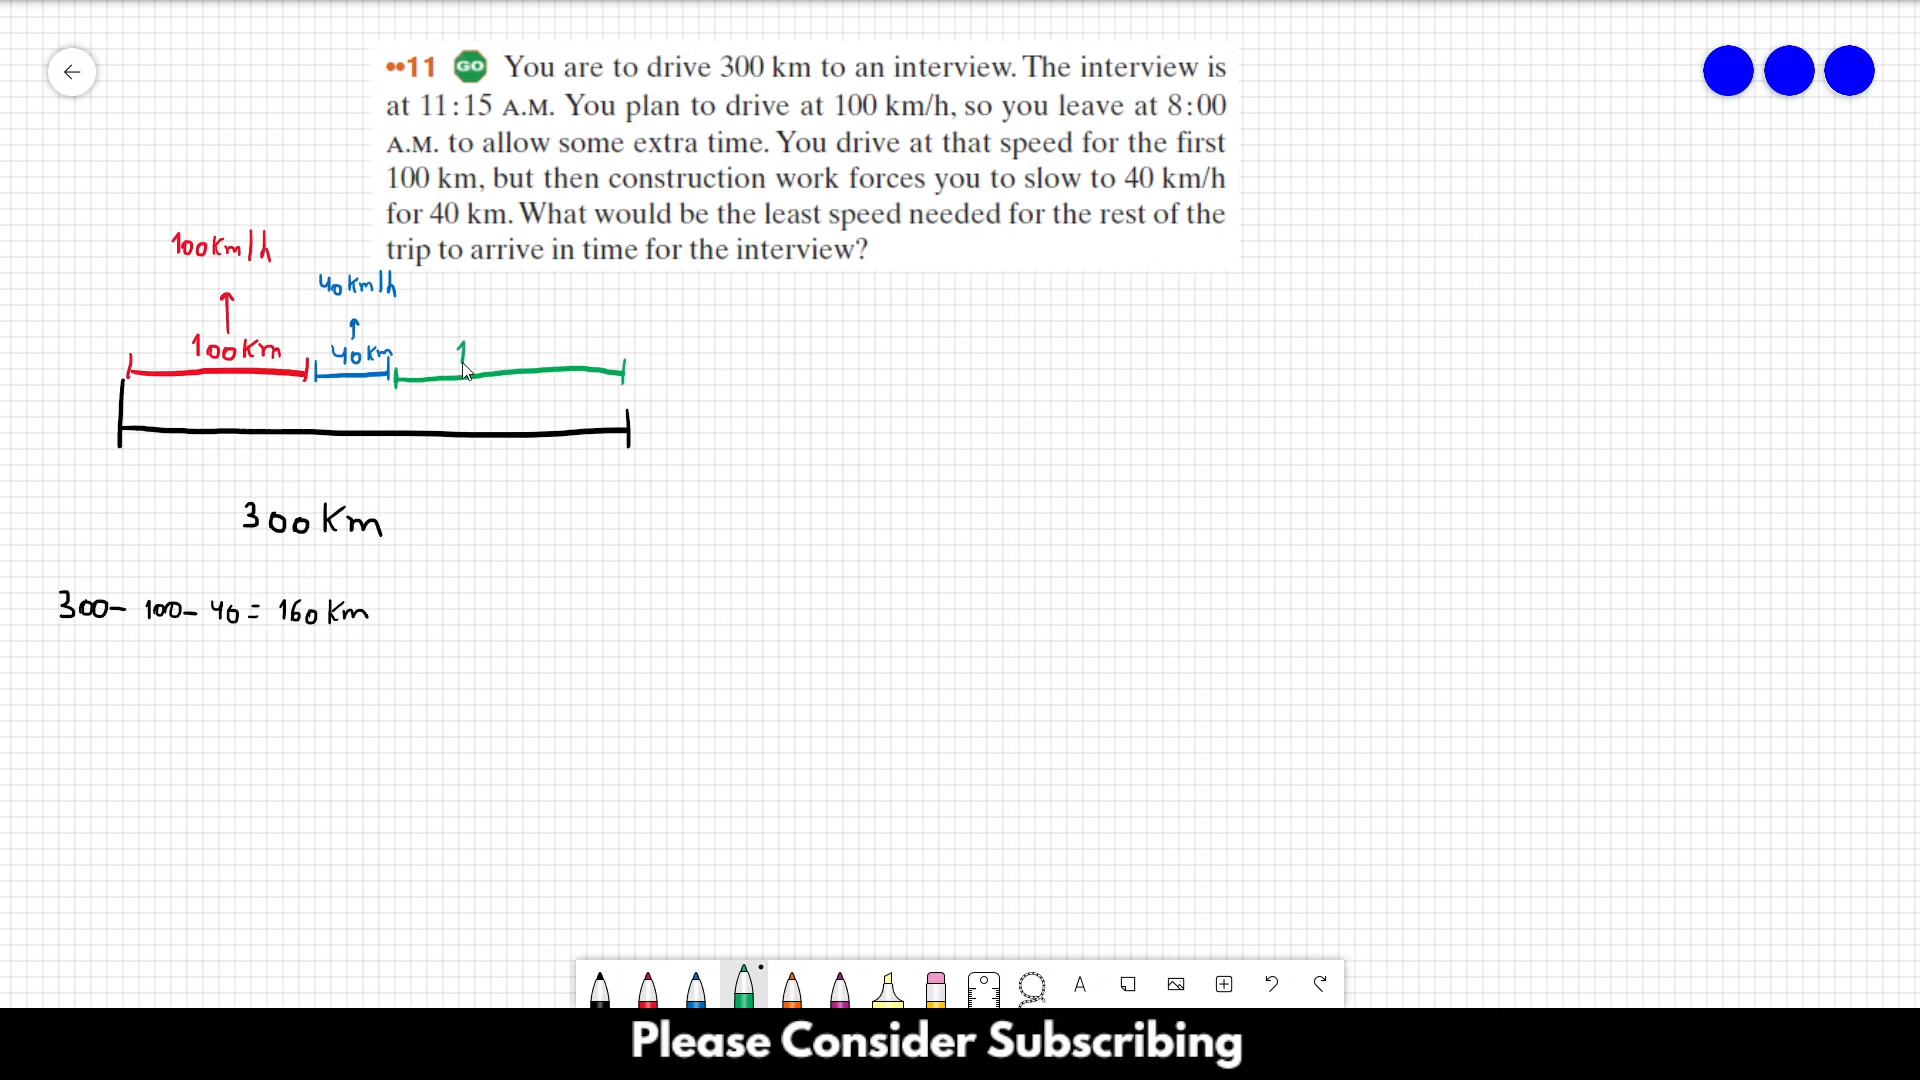 ••11 GO You are to drive 300 km to an interview. The interview is
at 11:15 A.M. You plan to drive at 100 km/h, so you leave at 8:00
A.M. to allow some extra time. You drive at that speed for the first
100 km, but then construction work forces you to slow to 40 km/h
for 40 km. What would be the least speed needed for the rest of the
trip to arrive in time for the interview?
100Km/h
40Km/h
100Km
40Km
1
300Km
300- 100- 40 = 160Km
A
Please Consider Subscribing